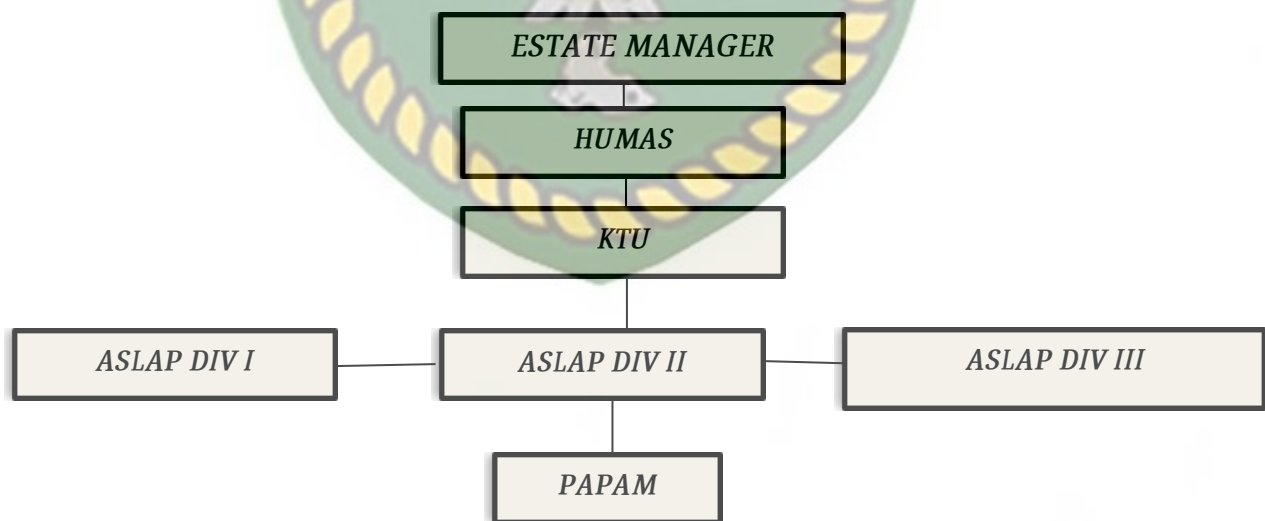 ESTATE MANAGER
HUMAS
KTU
ASLAP DIV I
ASLAP DIV II
ASLAP DIV III
PAPAM